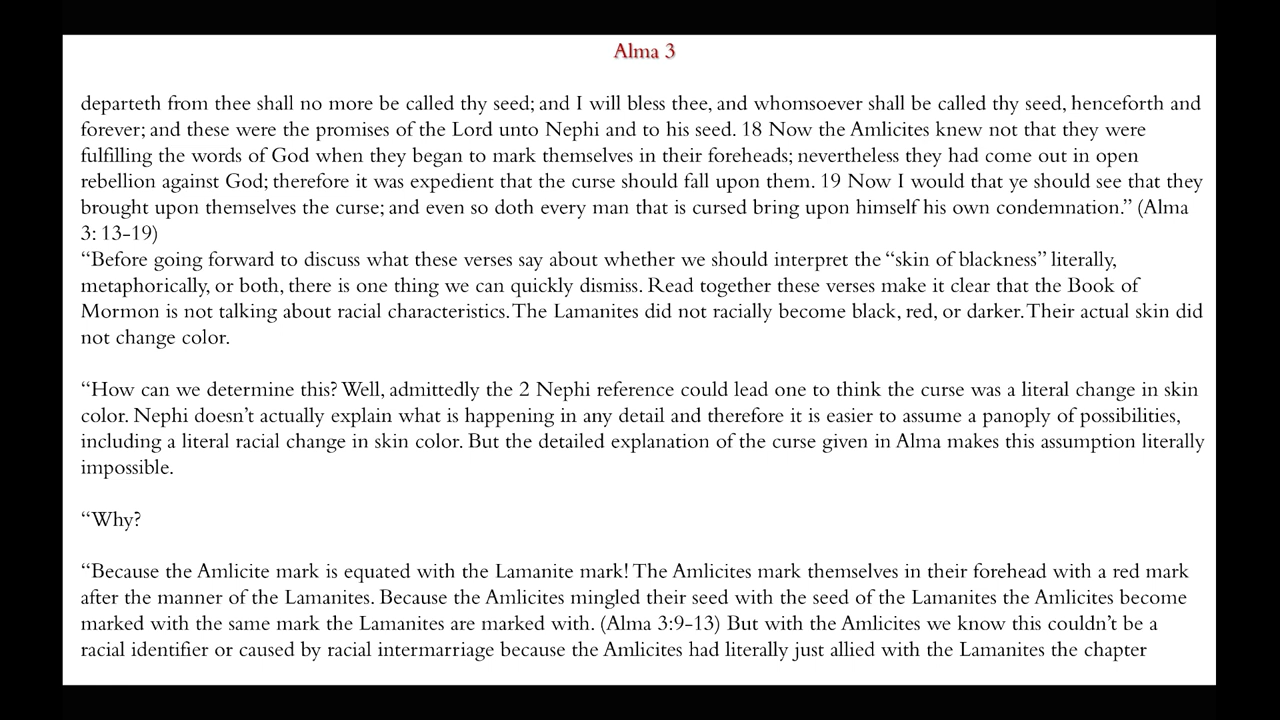 Alma 3
departeth from thee shall no more be called thy seed; and I will bless thee, and whomsoever shall be called thy seed, henceforth and
forever; and these were the promises of the Lord unto Nephi and to his seed. 18 Now the Amlicites knew not that they were
fulfilling the words of God when they began to mark themselves in their foreheads; nevertheless they had come out in open
rebellion against God; therefore it was expedient that the curse should fall upon them. 19 Now I would that ye should see that they
brought upon themselves the curse; and even so doth every man that is cursed bring upon himself his own condemnation.” (Alma
3: 13-19)
“Before going forward to discuss what these verses say about whether we should interpret the “skin of blackness” literally,
metaphorically, or both, there is one thing we can quickly dismiss. Read together these verses make it clear that the Book of
Mormon is not talking about racial characteristics. The Lamanites did not racially become black, red, or darker. Their actual skin did
not change color.
“How can we determine this? Well, admittedly the 2 Nephi reference could lead one to think the curse was a literal change in skin
color. Nephi doesn’t actually explain what is happening in any detail and therefore it is easier to assume a panoply of possibilities,
including a literal racial change in skin color. But the detailed explanation of the curse given in Alma makes this assumption literally
impossible.
“Why?
“Because the Amlicite mark is equated with the Lamanite mark! The Amlicites mark themselves in their forehead with a red mark
after the manner of the Lamanites. Because the Amlicites mingled their seed with the seed of the Lamanites the Amlicites become
marked with the same mark the Lamanites are marked with. (Alma 3:9-13) But with the Amlicites we know this couldn’t be a
racial identifier or caused by racial intermarriage because the Amlicites had literally just allied with the Lamanites the chapter